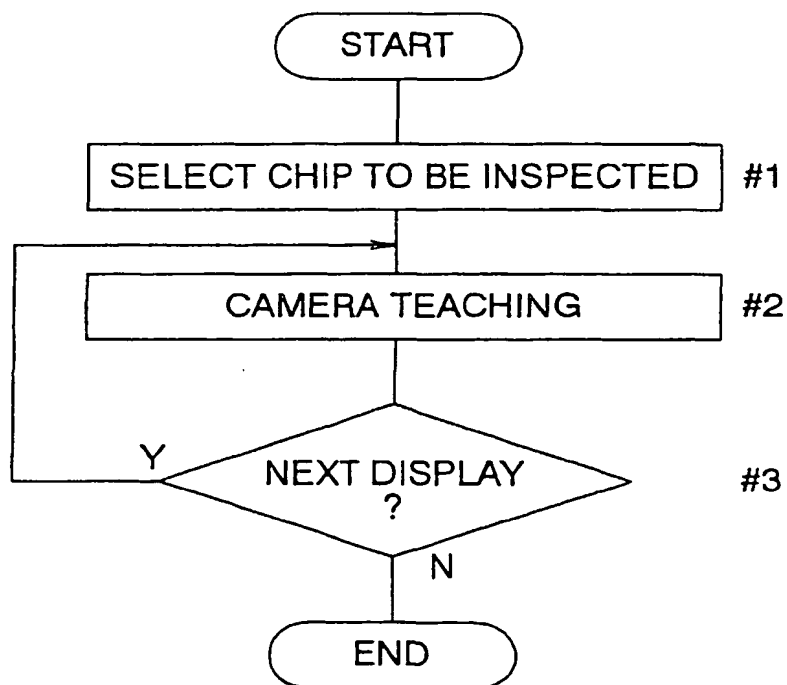 START
SELECT CHIP TO BE INSPECTED #1
CAMERA TEACHING #2
Y
NEXT DISPLAY #3
?
N
END